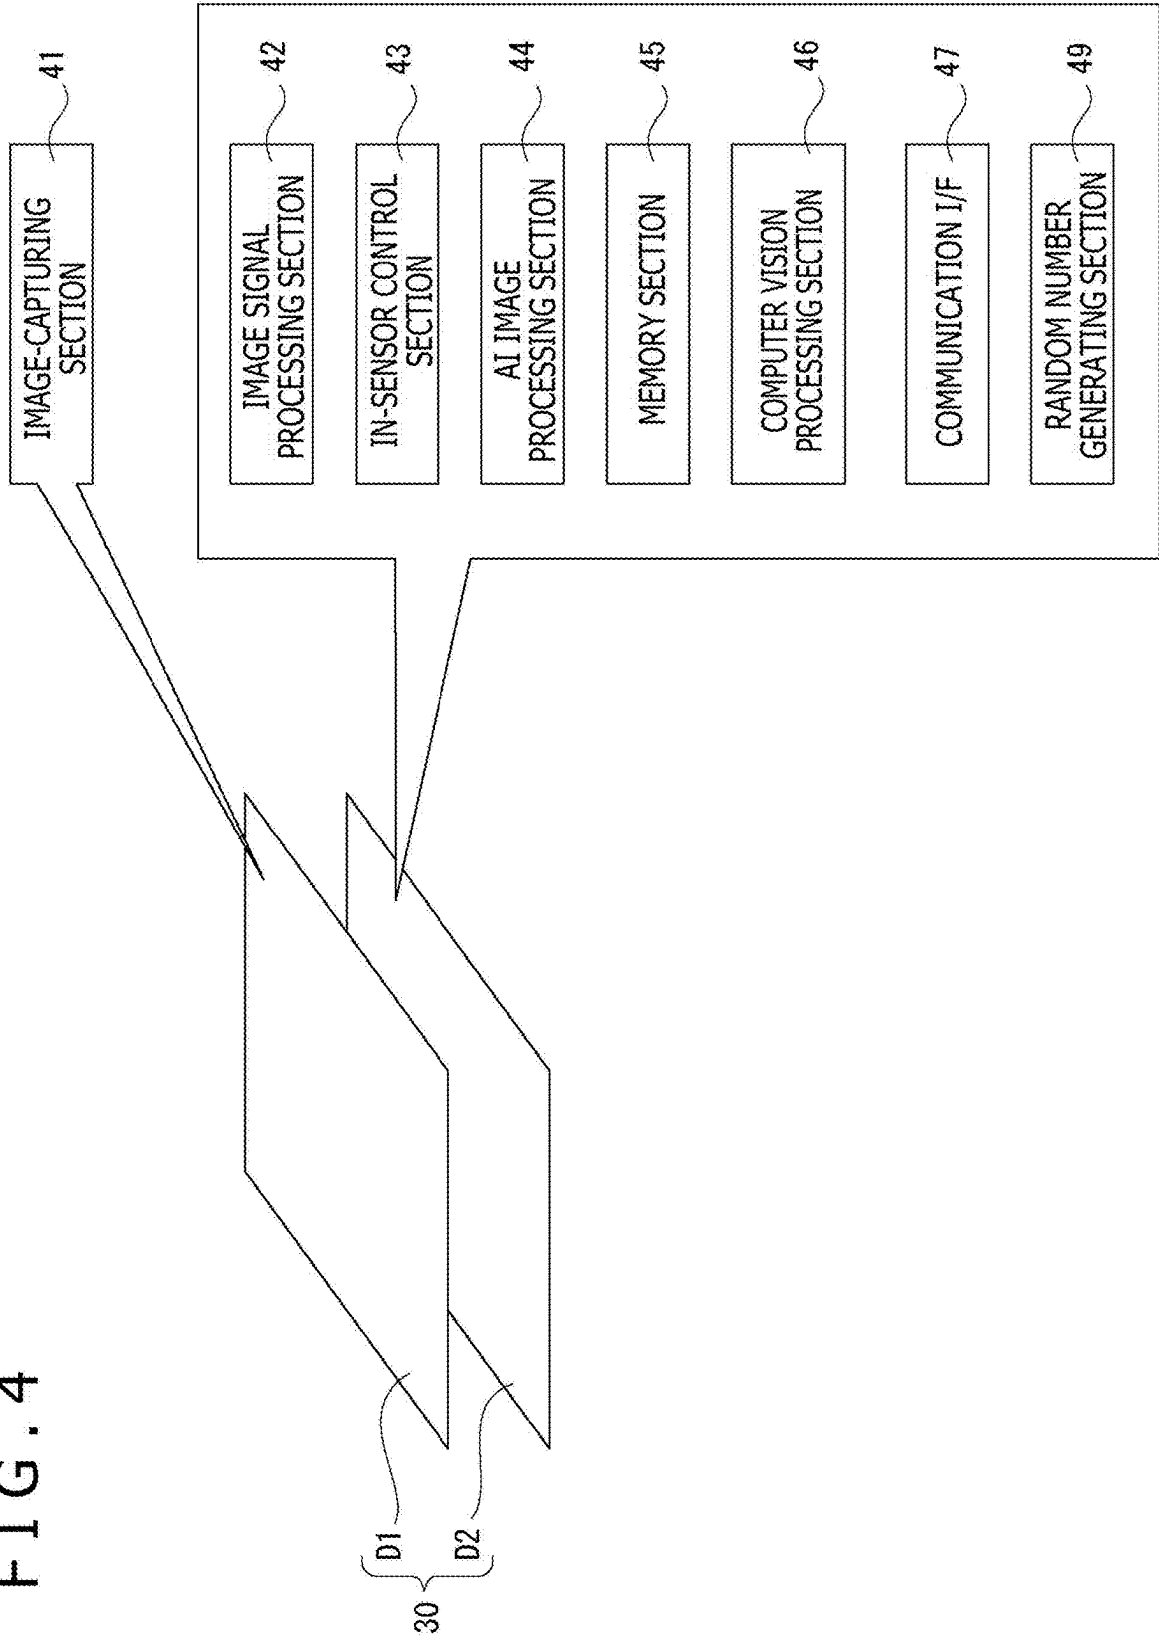 FIG. 4
41
IMAGE-CAPTURING
SECTION
42
IMAGE SIGNAL
PROCESSING SECTION
43
IN-SENSOR CONTROL
SECTION
44
AI IMAGE
PROCESSING SECTION
45
MEMORY SECTION
46
COMPUTER VISION
PROCESSING SECTION
47
COMMUNICATION I/F
49
RANDOM NUMBER
GENERATING SECTION
30
D1
D2